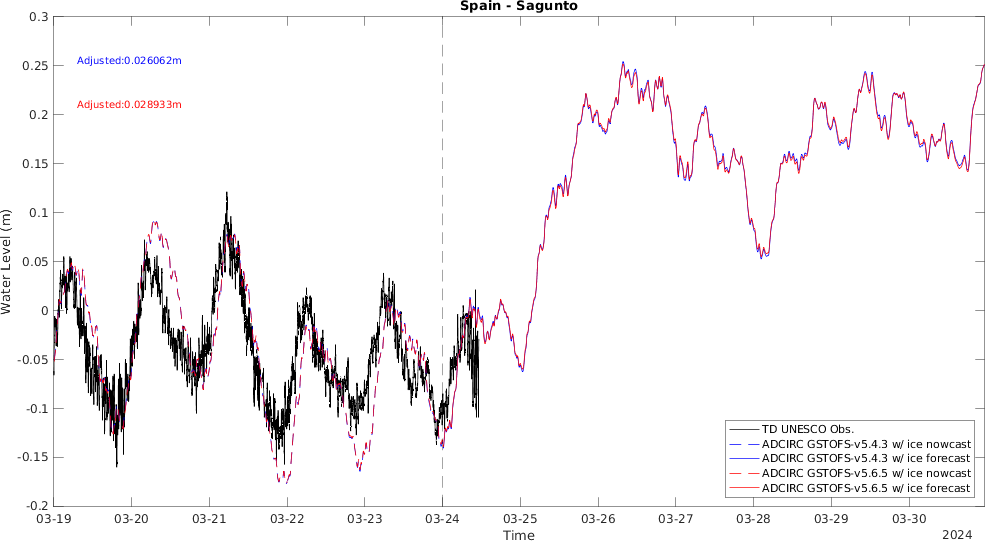 Spain - Sagunto
0.3
0.25
0.2
0.15
0.1
0.05
0
-0.05
-0.1
-0.15
-0.2
Water Level (m)
Adjusted:0.026062m
Adjusted:0.028933m
TD UNESCO Obs.
ADCIRC GSTOFS-v5.4.3 w/ ice nowcast
ADCIRC GSTOFS-v5.4.3 w/ ice forecast
ADCIRC GSTOFS-v5.6.5 w/ ice nowcast
ADCIRC GSTOFS-v5.6.5 w/ ice forecast
03-19 03-20 03-21 03-22 03-23 03-24 03-25 03-26 03-27 03-28 03-29 03-30
Time
2024